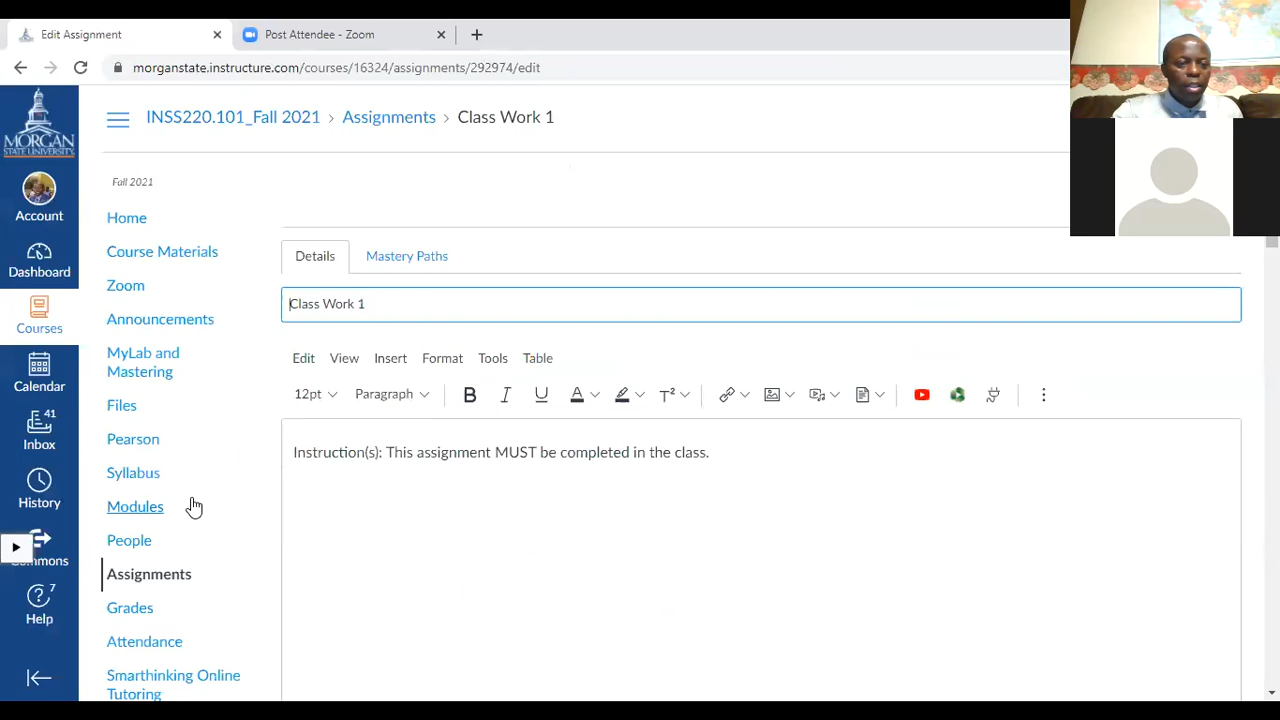 Edit Assignment
Post Attendee - Zoom
morganstate.instructure.com/courses/16324/assignments/292974/edit
MORGAN
STATE UNIVERSITY
INSS220.101_Fall 2021 › Assignments › Class Work 1
Fall 2021
Account
Dashboard
Courses
Calendar
41
Inbox
History
Commons
7
Help
Home
Course Materials
Zoom
Announcements
MyLab and
Mastering
Files
Pearson
Syllabus
Modules
People
Assignments
Grades
Attendance
Smarthinking Online
Tutoring
Details
Mastery Paths
Class Work 1
Edit View Insert Format Tools Table
12pt Paragraph B I U A T²
Instruction(s): This assignment MUST be completed in the class.